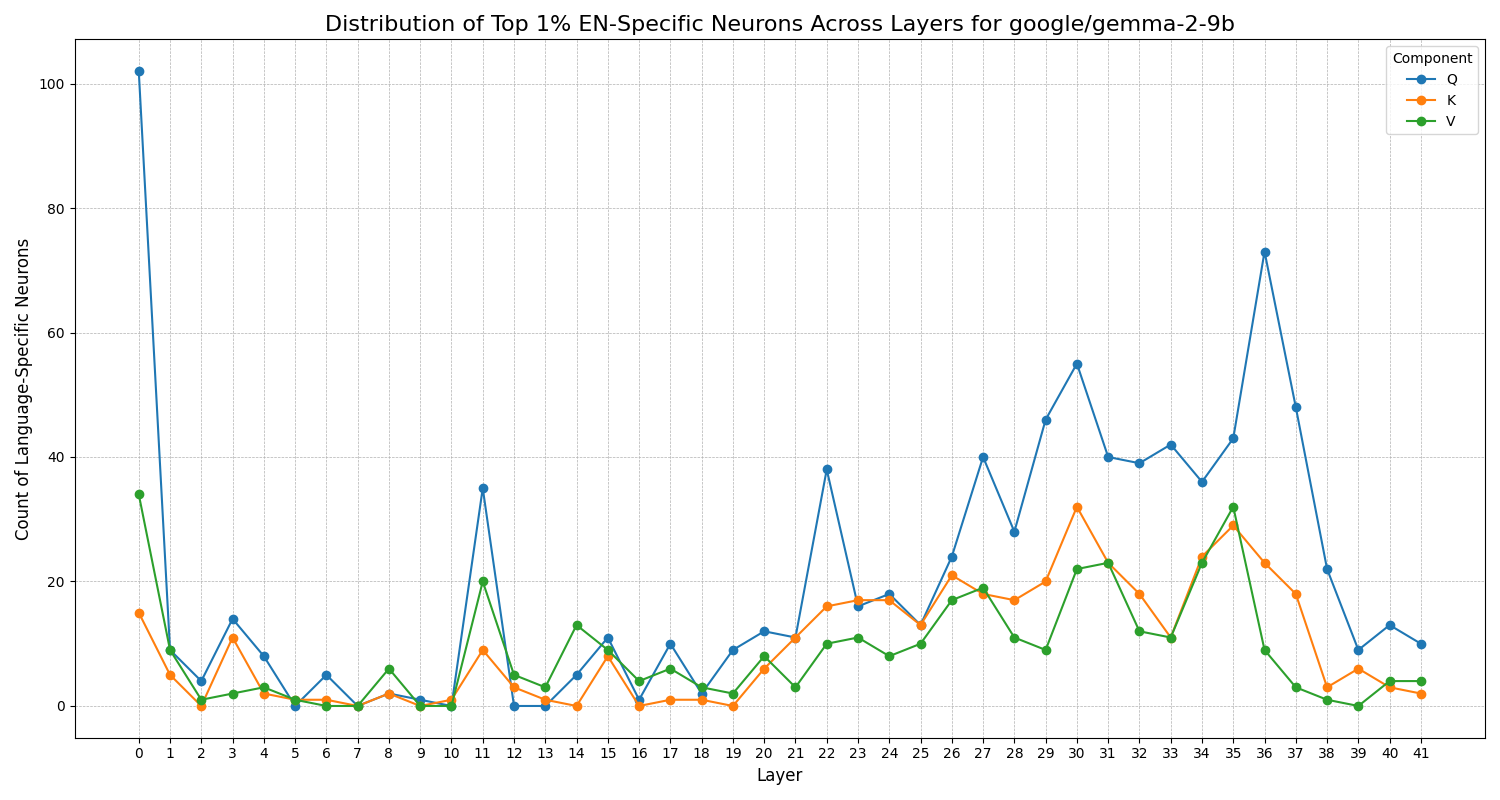 Distribution of Top 1% EN-Specific Neurons Across Layers for google/gemma-2-9b
Count of Language-Specific Neurons
100
80
60
40
20
0
Component
Q
K
V
0 1 2 3 4 5 6 7 8 9 10 11 12 13 14 15 16 17 18 19 20 21 22 23 24 25 26 27 28 29 30 31 32 33 34 35 36 37 38 39 40 41
Layer